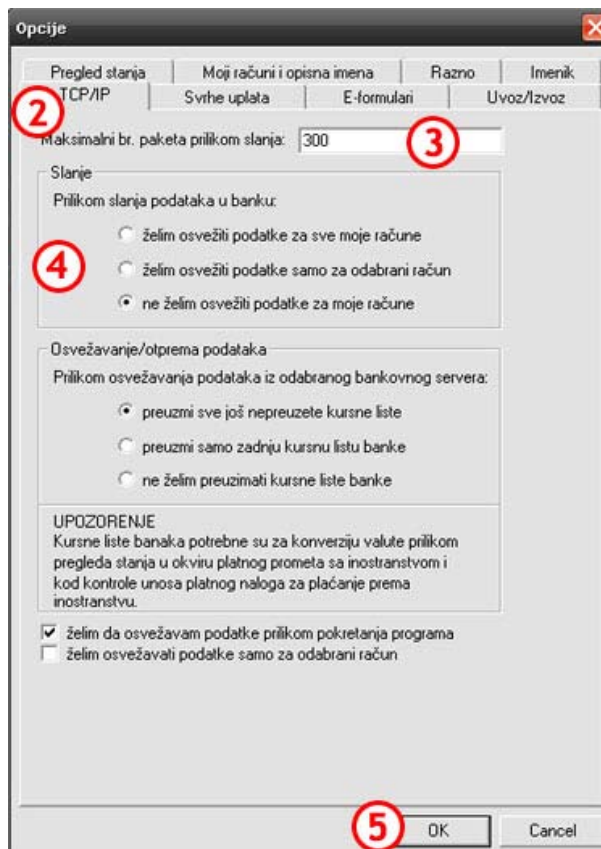 Opcije
Pregled stanja
Moji računi i opisna imena
Razno
Imenik
2
TCP/IP
Svrhe uplata
E-formulari
Uvoz/Izvoz
Maksimalni br. paketa prilikom slanja:
300
3
Slanje
Prilikom slanja podataka u banku:
želim osvežiti podatke za sve moje račune
4
želim osvežiti podatke samo za odabrani račun
ne želim osvežiti podatke za moje račune
Osvežavanje/otprema podataka
Prilikom osvežavanja podataka iz odabranog bankovnog servera:
preuzmi sve još nepreuzete kursne liste
preuzmi samo zadnju kursnu listu banke
ne želim preuzimati kursne liste banke
UPOZORENJE
Kursne liste banaka potrebne su za konverziju valute prilikom
pregleda stanja u okviru platnog prometa sa inostranstvom i
kod kontrole unosa platnog naloga za plaćanje prema
inostranstvu.
želim da osvežavam podatke prilikom pokretanja programa
želim osvežavati podatke samo za odabrani račun
5
OK
Cancel